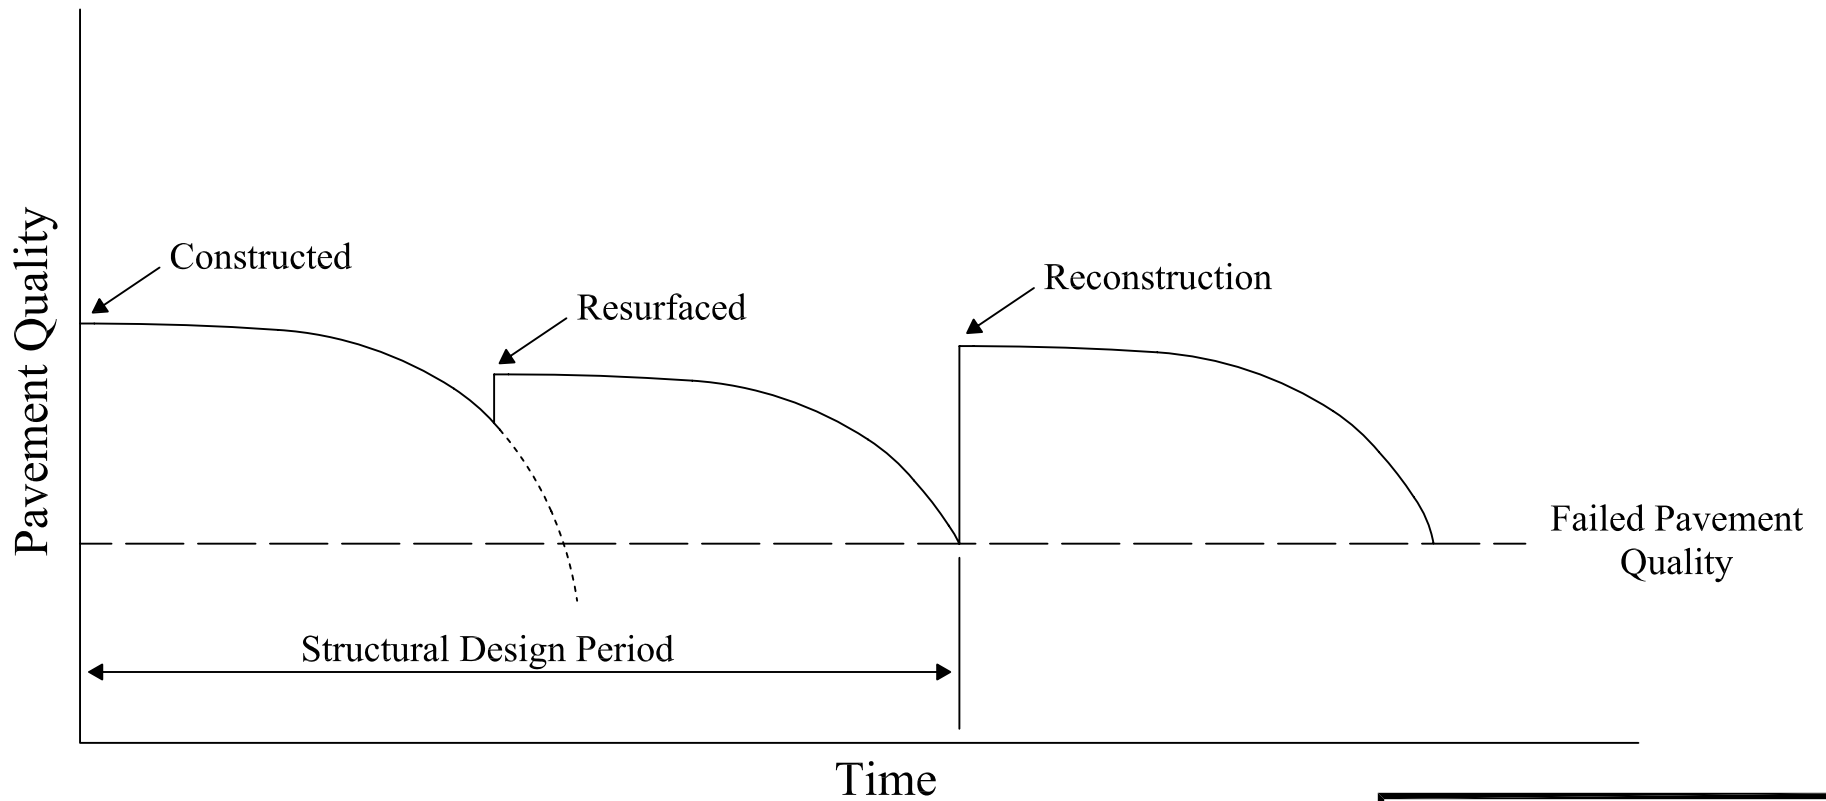 Pavement Quality
Constructed
Resurfaced
Reconstruction
Failed Pavement
Quality
Structural Design Period
Time